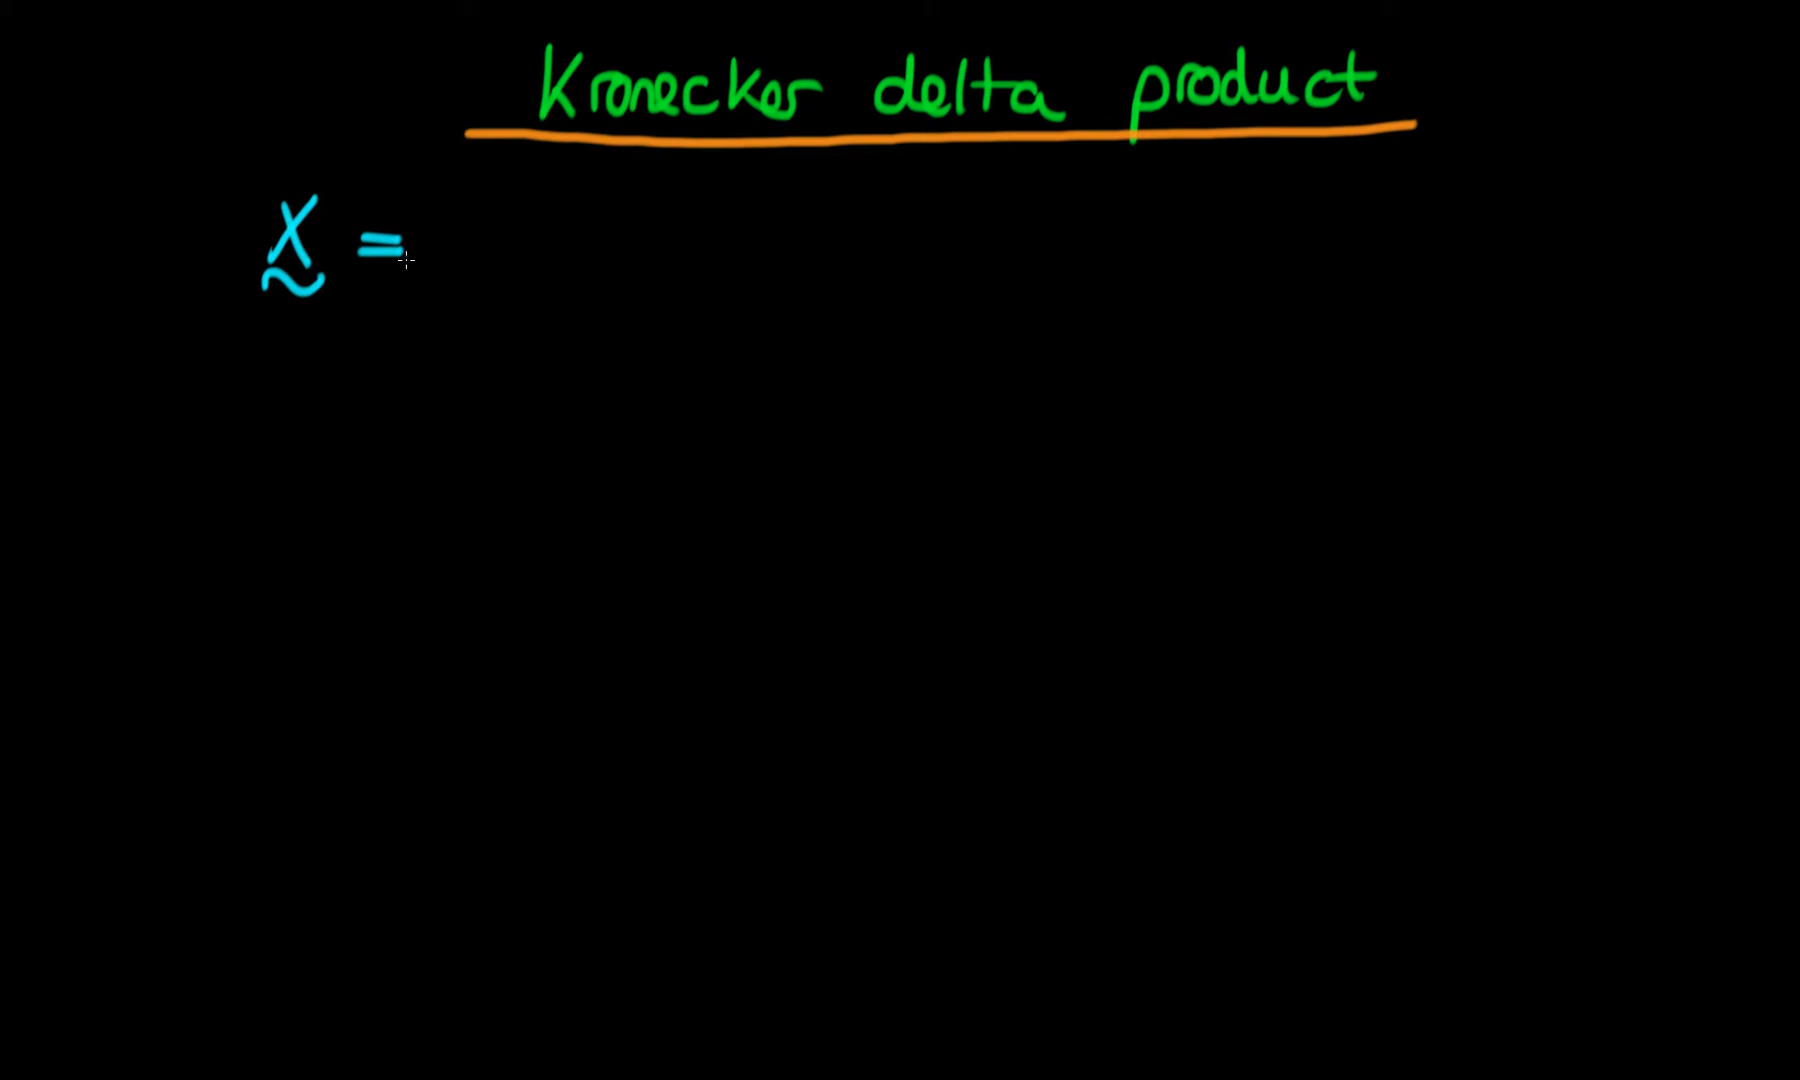 Kronecker delta product
X̰ =